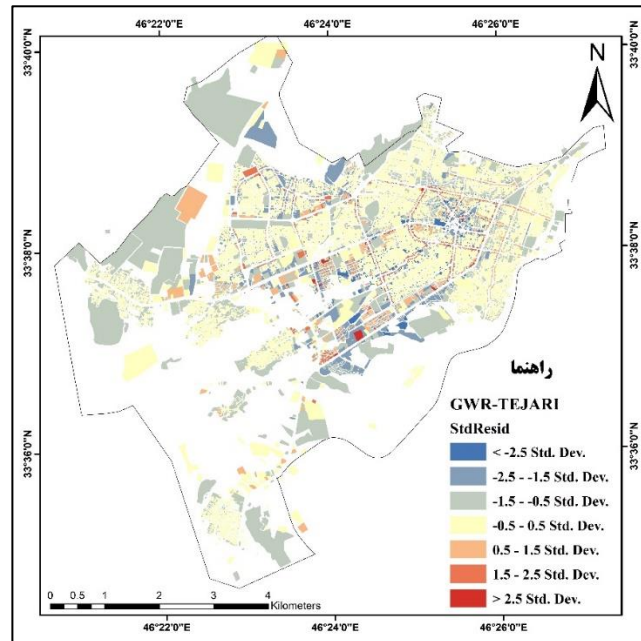 46°22'0"E 46°24'0"E 46°26'0"E
33°40'0"N 33°40'0"N
N
33°38'0"N 33°38'0"N
راهنما
GWR-TEJARI
StdResid
< -2.5 Std. Dev.
-2.5 - -1.5 Std. Dev.
-1.5 - -0.5 Std. Dev.
-0.5 - 0.5 Std. Dev.
0.5 - 1.5 Std. Dev.
1.5 - 2.5 Std. Dev.
> 2.5 Std. Dev.
33°36'0"N 33°36'0"N
0 0.5 1 2 3 4
Kilometers
46°22'0"E 46°24'0"E 46°26'0"E